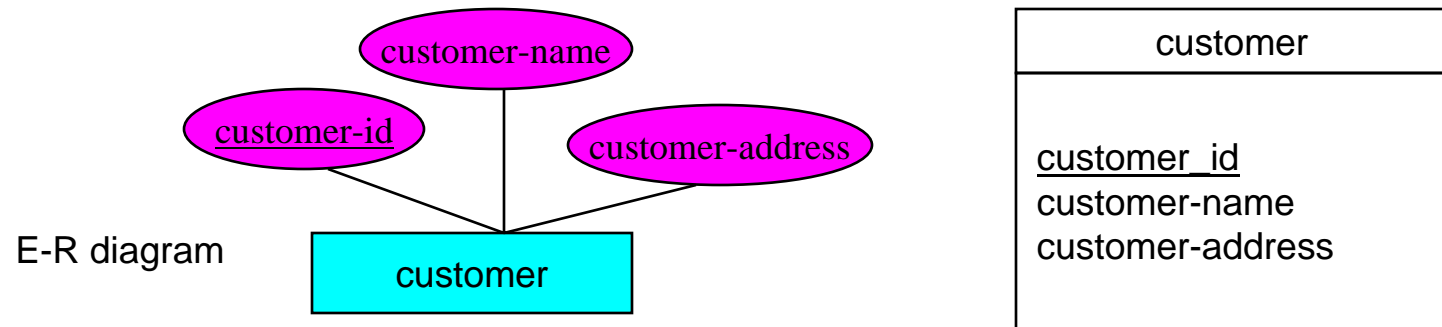 customer-name
customer-id
customer-address
E-R diagram
customer
customer
customer_id
customer-name
customer-address